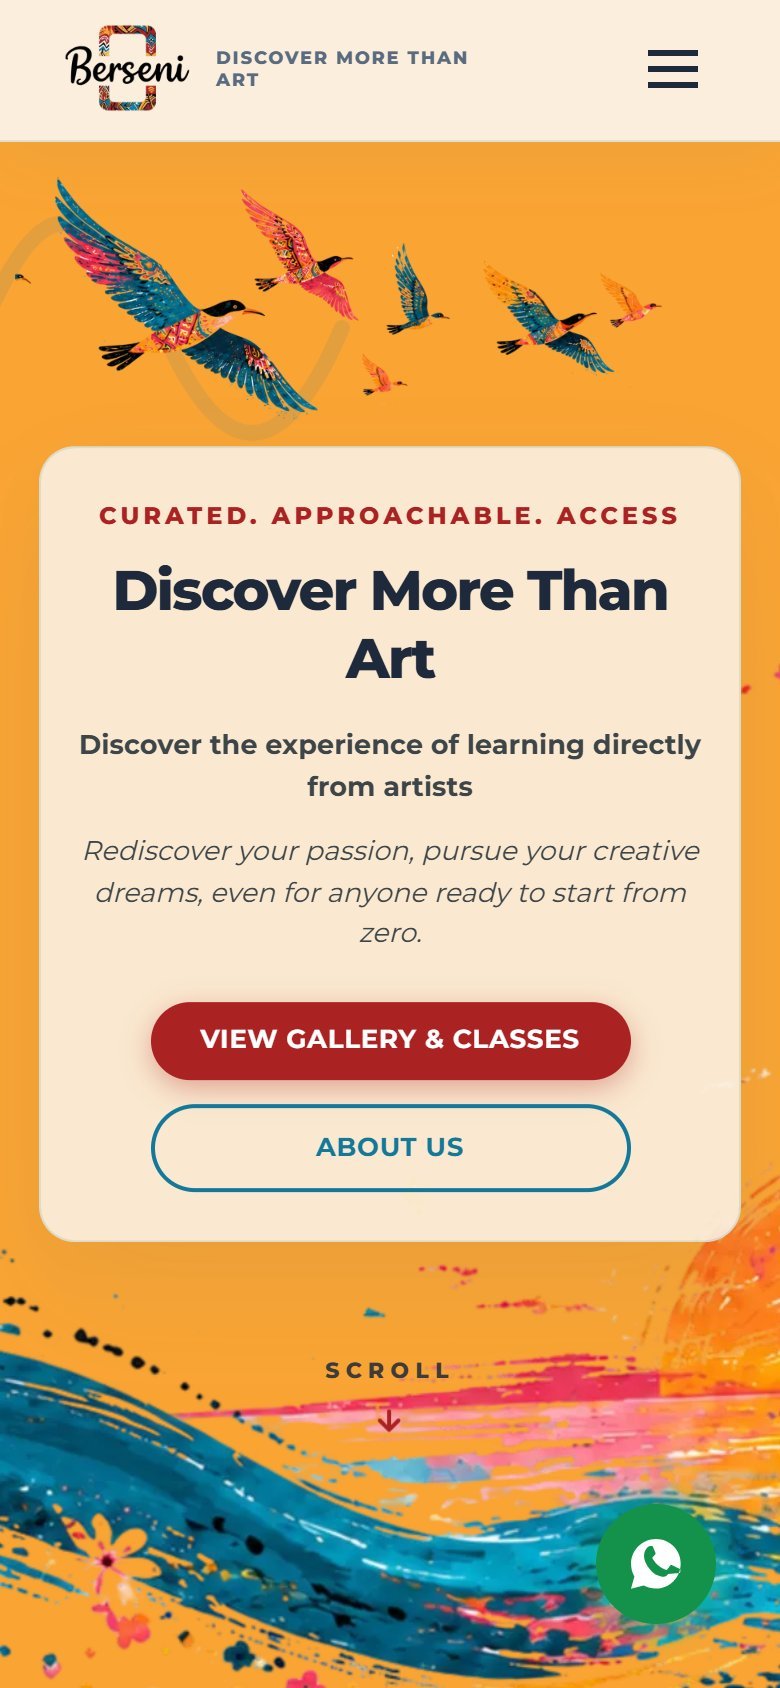 Berseni
DISCOVER MORE THAN
ART
CURATED. APPROACHABLE. ACCESS
Discover More Than
Art
Discover the experience of learning directly
from artists
Rediscover your passion, pursue your creative
dreams, even for anyone ready to start from
zero.
VIEW GALLERY & CLASSES
ABOUT US
SCROLL